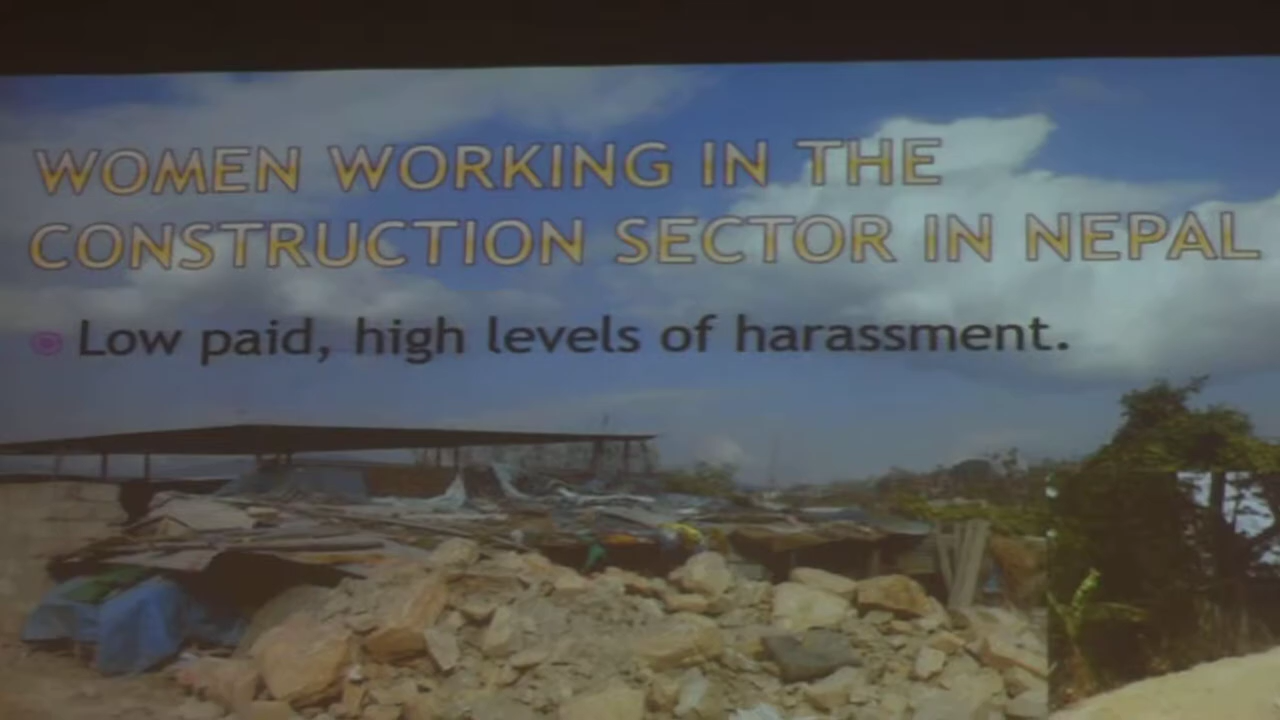 WOMEN WORKING IN THE
CONSTRUCTION SECTOR IN NEPAL
Low paid, high levels of harassment.